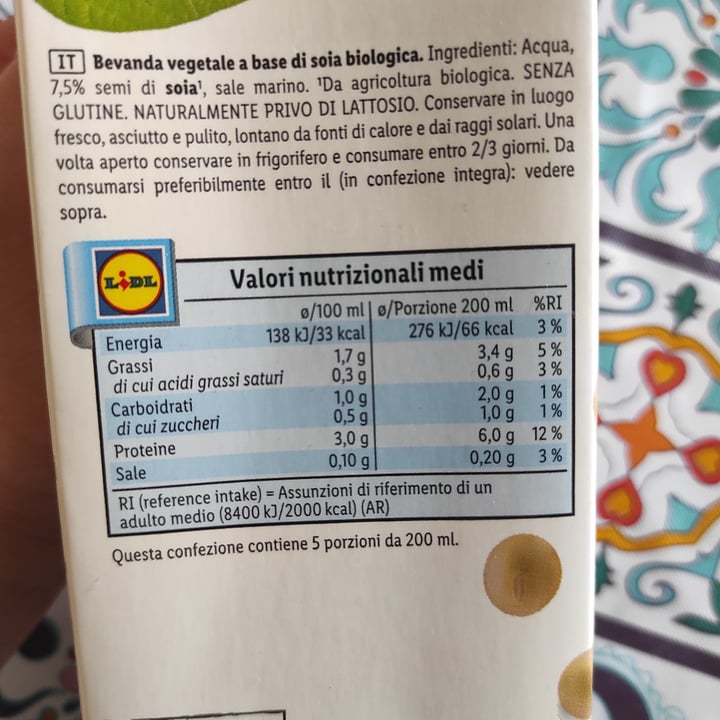 IT Bevanda vegetale a base di soia biologica. Ingredienti: Acqua,
7,5% semi di soia¹, sale marino. ¹Da agricoltura biologica. SENZA
GLUTINE. NATURALMENTE PRIVO DI LATTOSIO. Conservare in luogo
fresco, asciutto e pulito, lontano da fonti di calore e dai raggi solari. Una
volta aperto conservare in frigorifero e consumare entro 2/3 giorni. Da
consumarsi preferibilmente entro il (in confezione integra): vedere
sopra.
LIDL
Valori nutrizionali medi
ø/100 ml ø/Porzione 200 ml %RI
Energia 138 kJ/33 kcal 276 kJ/66 kcal 3 %
Grassi 1,7 g 3,4 g 5 %
di cui acidi grassi saturi 0,3 g 0,6 g 3 %
Carboidrati 1,0 g 2,0 g 1 %
di cui zuccheri 0,5 g 1,0 g 1 %
Proteine 3,0 g 6,0 g 12 %
Sale 0,10 g 0,20 g 3 %
RI (reference intake) = Assunzioni di riferimento di un
adulto medio (8400 kJ/2000 kcal) (AR)
Questa confezione contiene 5 porzioni da 200 ml.